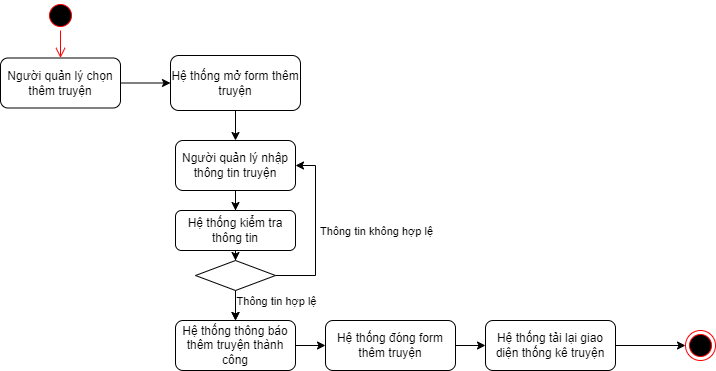 Người quản lý chọn
thêm truyện
Hệ thống mở form thêm
truyện
Người quản lý nhập
thông tin truyện
Hệ thống kiểm tra
thông tin
Thông tin không hợp lệ
Thông tin hợp lệ
Hệ thống thông báo
thêm truyện thành
công
Hệ thống đóng form
thêm truyện
Hệ thống tải lại giao
diện thống kê truyện